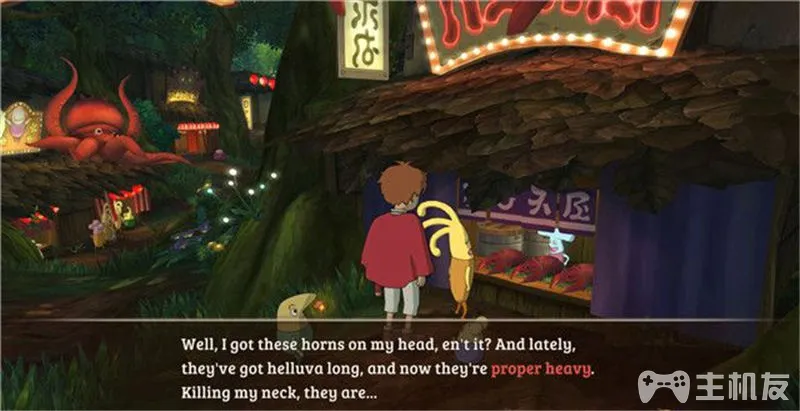 Well, I got these horns on my head, en't it? And lately,
they've got helluva long, and now they're proper heavy.
Killing my neck, they are...
主机友